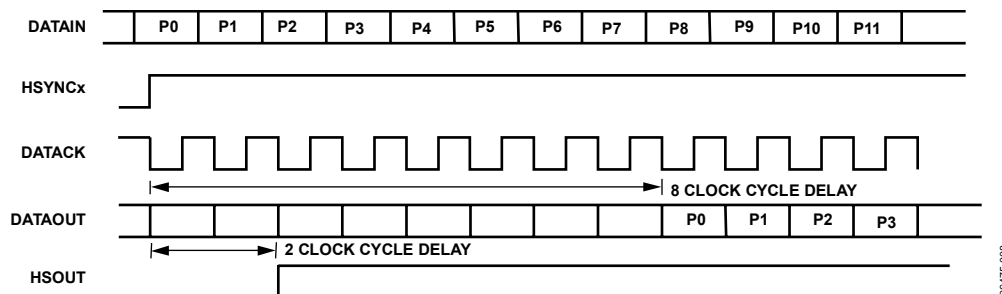 DATAIN P0 P1 P2 P3 P4 P5 P6 P7 P8 P9 P10 P11
HSYNCx
DATACK
8 CLOCK CYCLE DELAY
DATAOUT P0 P1 P2 P3
2 CLOCK CYCLE DELAY
HSOUT